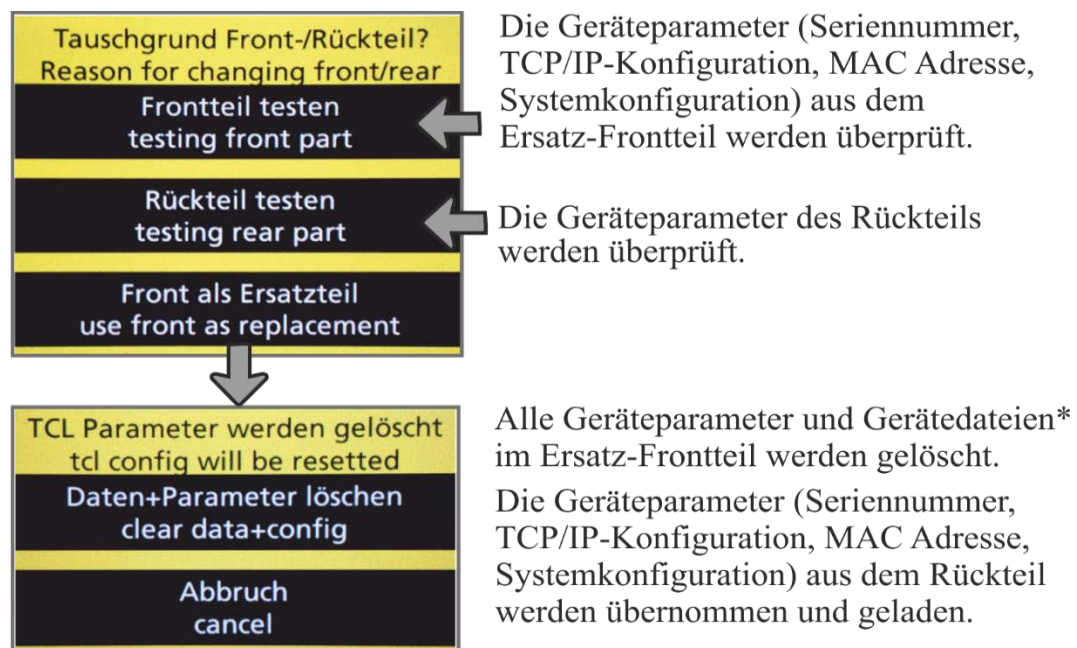 Tauschgrund Front-/Rückteil?
Reason for changing front/rear
Frontteil testen
testing front part
Die Geräteparameter (Seriennummer,
TCP/IP-Konfiguration, MAC Adresse,
Systemkonfiguration) aus dem
Ersatz-Frontteil werden überprüft.
Rückteil testen
testing rear part
Die Geräteparameter des Rückteils
werden überprüft.
Front als Ersatzteil
use front as replacement
TCL Parameter werden gelöscht
tcl config will be resetted
Daten+Parameter löschen
clear data+config
Abbruch
cancel
Alle Geräteparameter und Gerätedateien*
im Ersatz-Frontteil werden gelöscht.
Die Geräteparameter (Seriennummer,
TCP/IP-Konfiguration, MAC Adresse,
Systemkonfiguration) aus dem Rückteil
werden übernommen und geladen.